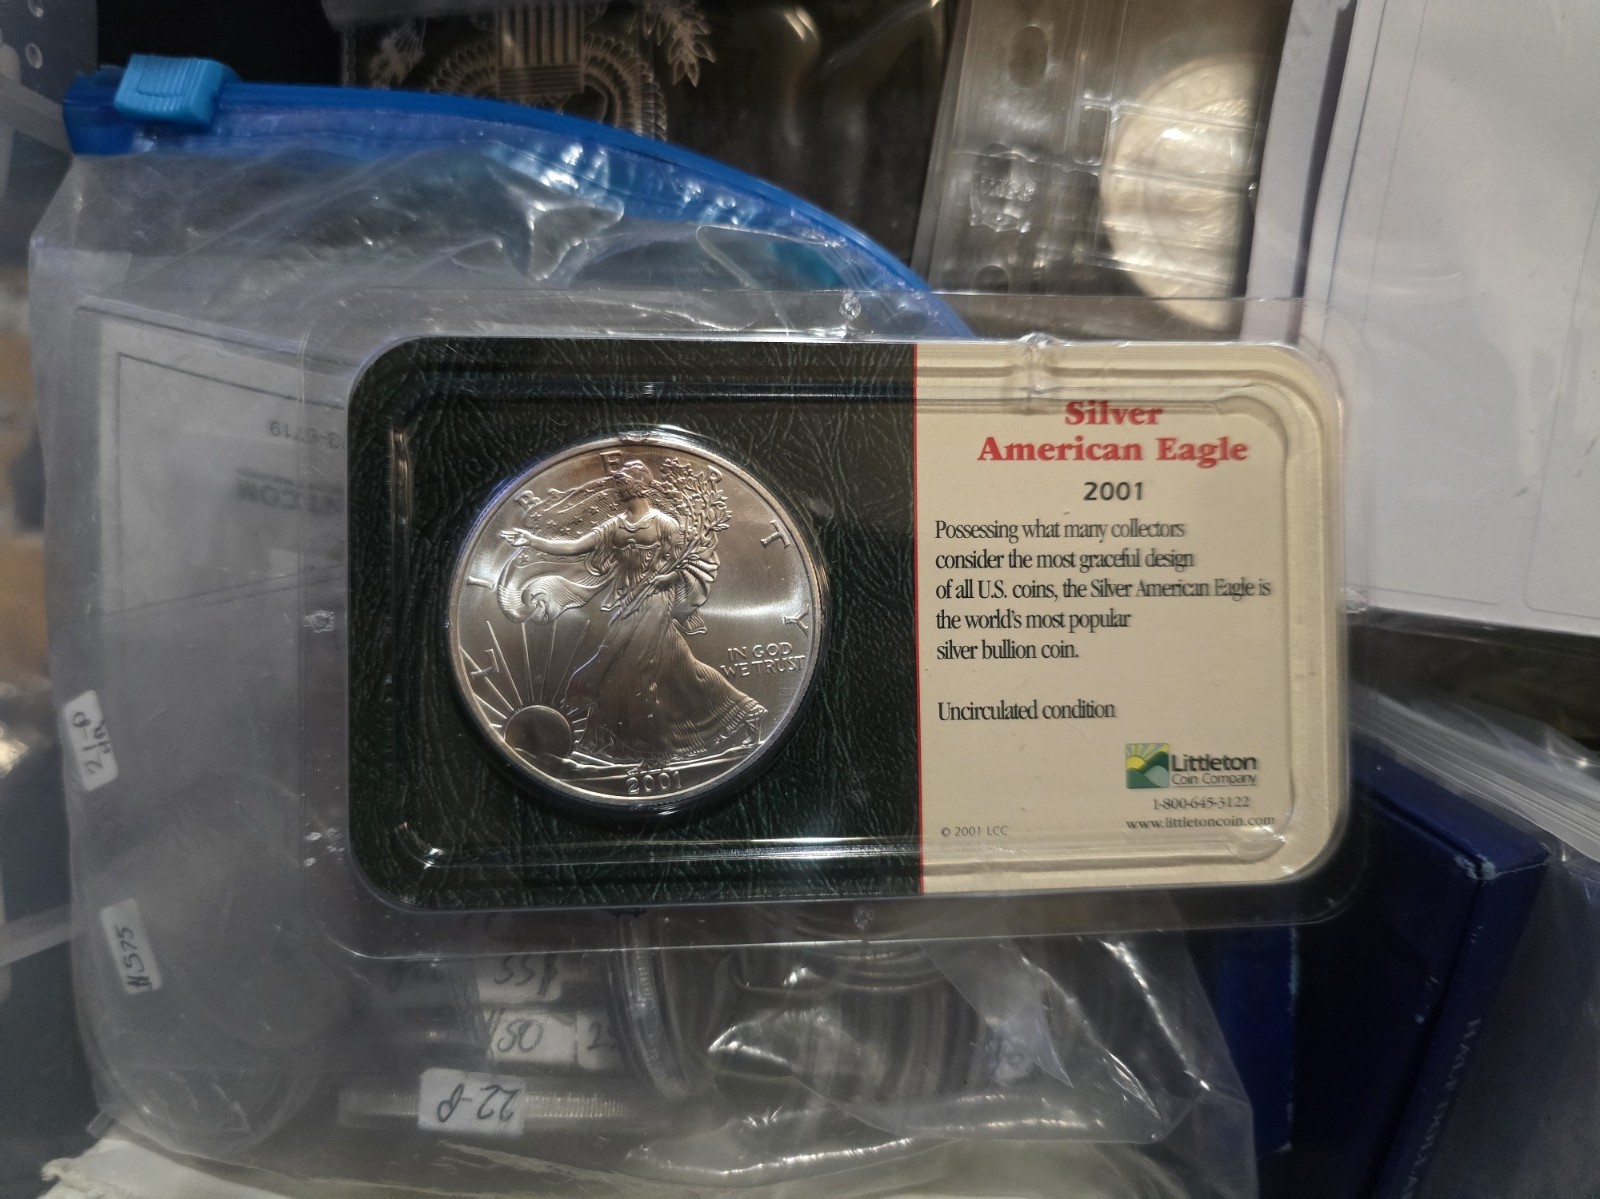 Silver
American Eagle
2001
Possessing what many collectors
consider the most graceful design
of all U.S. coins, the Silver American Eagle is
the world's most popular
silver bullion coin.
Uncirculated condition
Littleton
Coin Company
1-800-645-3122
www.littletoncoin.com
© 2001 LCC
LIBERTY
IN GOD
WE TRUST
2001
21-P
#575
22-P